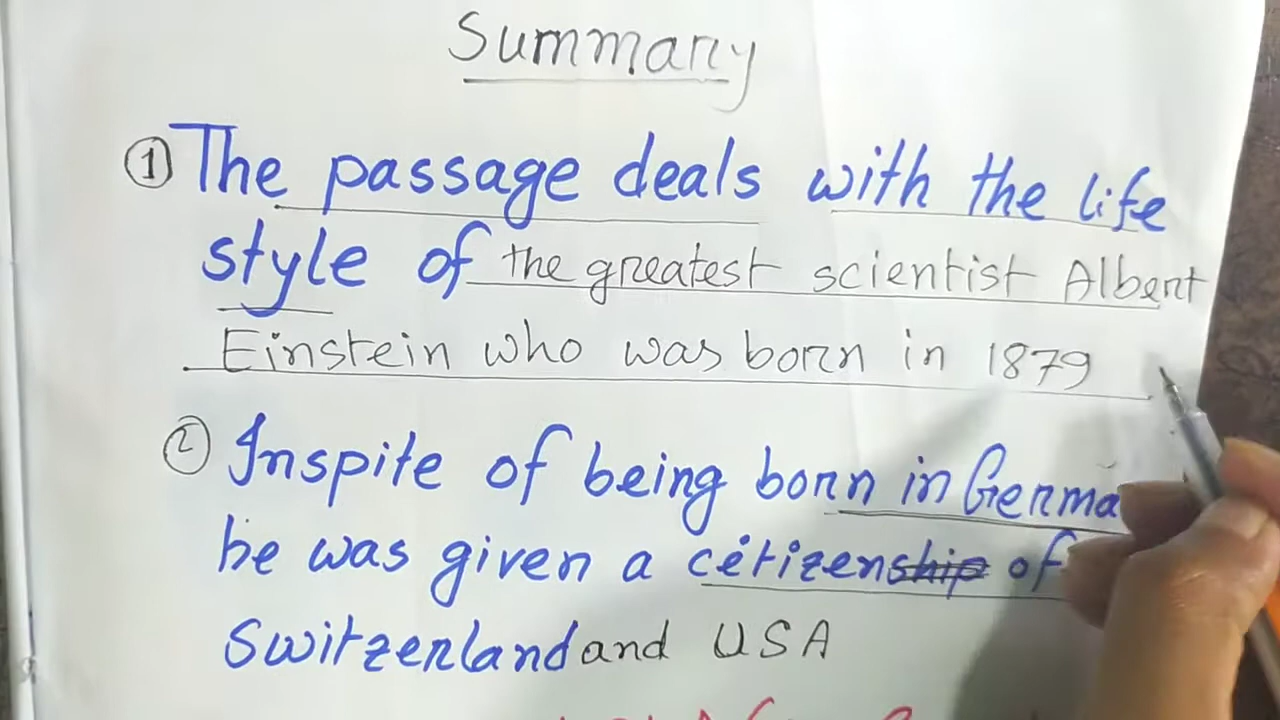 Summary
① The passage deals with the life
style of the greatest scientist Albert
Einstein who was born in 1879
② Inspite of being born in Germa
he was given a cetizenship of
Switzerland and USA